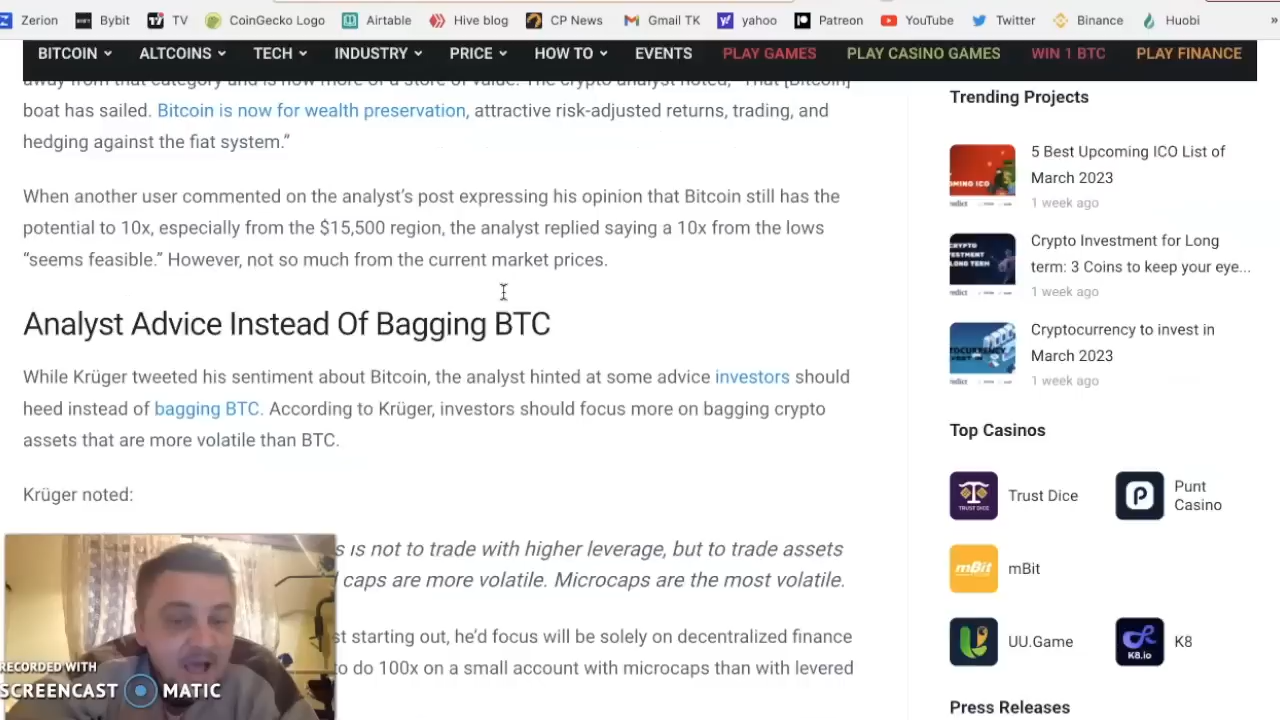 Zerion Bybit TV CoinGecko Logo Airtable Hive blog CP News Gmail TK yahoo Patreon YouTube Twitter Binance Huobi »
BITCOIN ALTCOINS TECH INDUSTRY PRICE HOW TO EVENTS PLAY GAMES PLAY CASINO GAMES WIN 1 BTC PLAY FINANCE
away from that category and is now more of a store of value. The crypto analyst noted, “That [Bitcoin]
boat has sailed. Bitcoin is now for wealth preservation, attractive risk-adjusted returns, trading, and
hedging against the fiat system.”
When another user commented on the analyst’s post expressing his opinion that Bitcoin still has the
potential to 10x, especially from the $15,500 region, the analyst replied saying a 10x from the lows
“seems feasible.” However, not so much from the current market prices.
Analyst Advice Instead Of Bagging BTC
While Krüger tweeted his sentiment about Bitcoin, the analyst hinted at some advice investors should
heed instead of bagging BTC. According to Krüger, investors should focus more on bagging crypto
assets that are more volatile than BTC.
Krüger noted:
s is not to trade with higher leverage, but to trade assets
caps are more volatile. Microcaps are the most volatile.
st starting out, he’d focus will be solely on decentralized finance
to do 100x on a small account with microcaps than with levered
RECORDED WITH
SCREENCAST MATIC
Trending Projects
5 Best Upcoming ICO List of
March 2023
1 week ago
Crypto Investment for Long
term: 3 Coins to keep your eye...
1 week ago
Cryptocurrency to invest in
March 2023
1 week ago
Top Casinos
TRUST DICE
Trust Dice
Punt
Casino
mBit
mBit
UU.Game
K8.io
K8
Press Releases